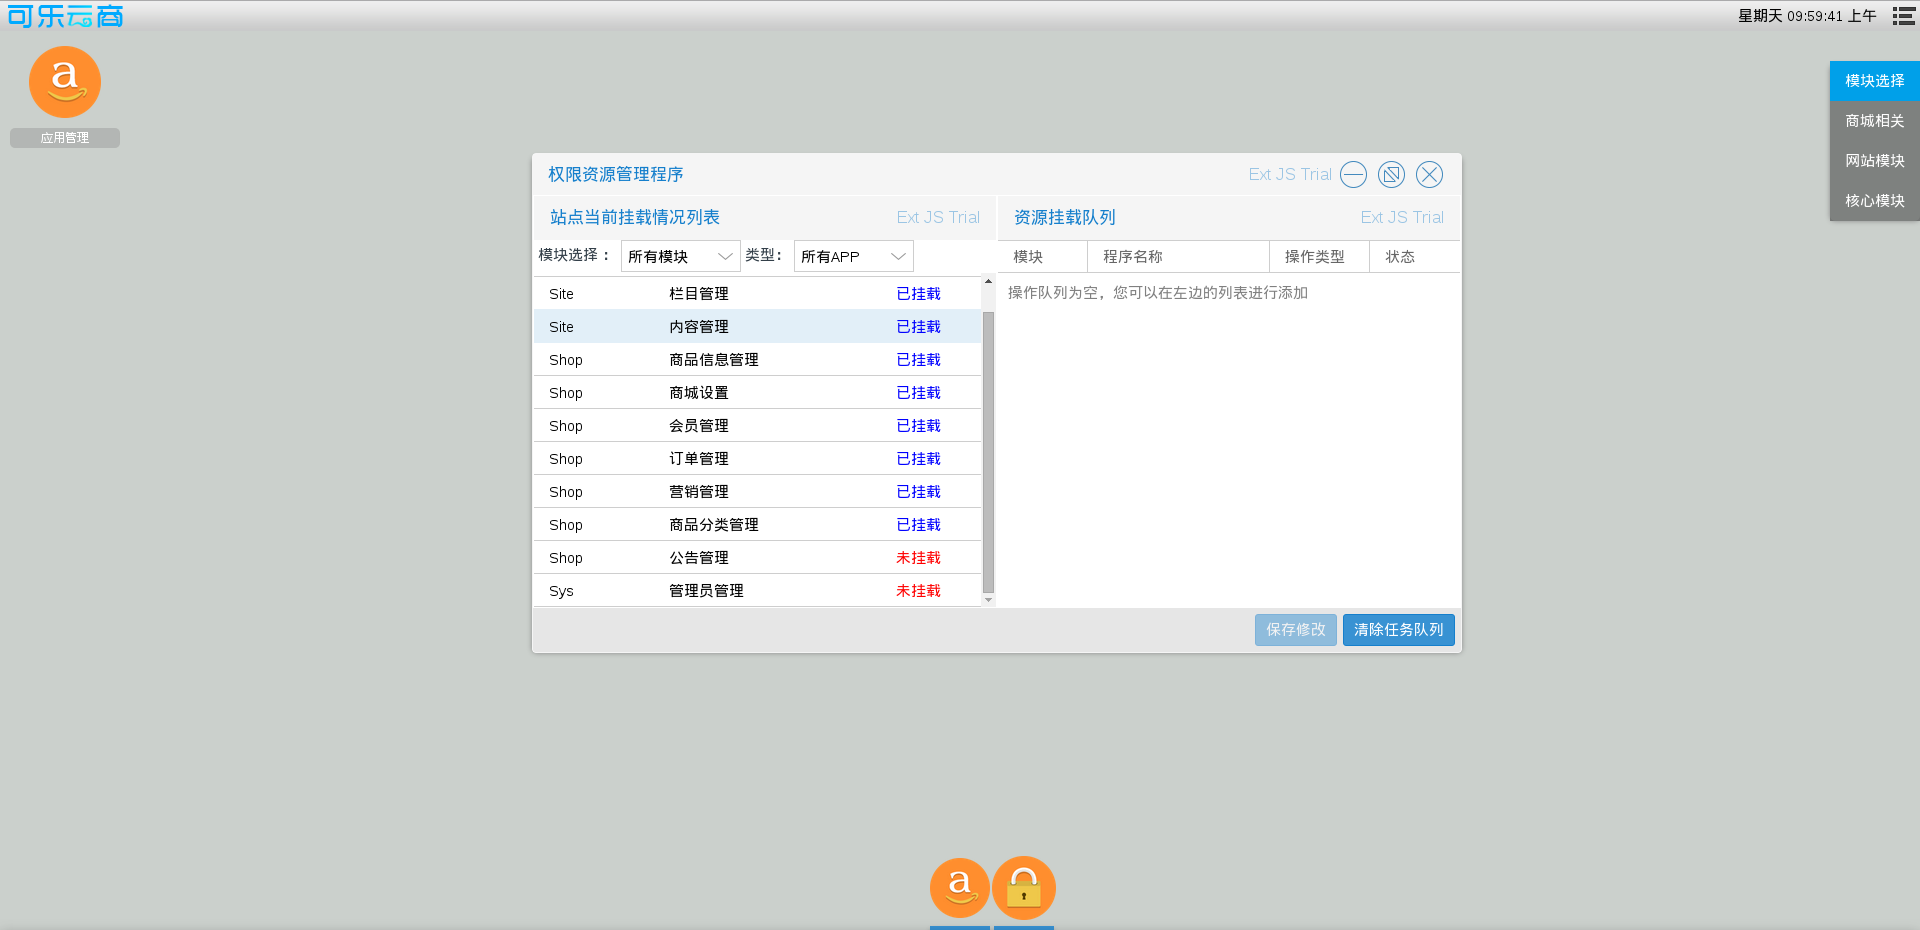 可乐云商
星期天 09:59:41 上午
应用管理
模块选择
商城相关
网站模块
核心模块
权限资源管理程序
Ext JS Trial
站点当前挂载情况列表
Ext JS Trial
资源挂载队列
Ext JS Trial
模块选择： 所有模块 类型： 所有APP
模块 程序名称 操作类型 状态
操作队列为空，您可以在左边的列表进行添加
Site 栏目管理 已挂载
Site 内容管理 已挂载
Shop 商品信息管理 已挂载
Shop 商城设置 已挂载
Shop 会员管理 已挂载
Shop 订单管理 已挂载
Shop 营销管理 已挂载
Shop 商品分类管理 已挂载
Shop 公告管理 未挂载
Sys 管理员管理 未挂载
保存修改 清除任务队列